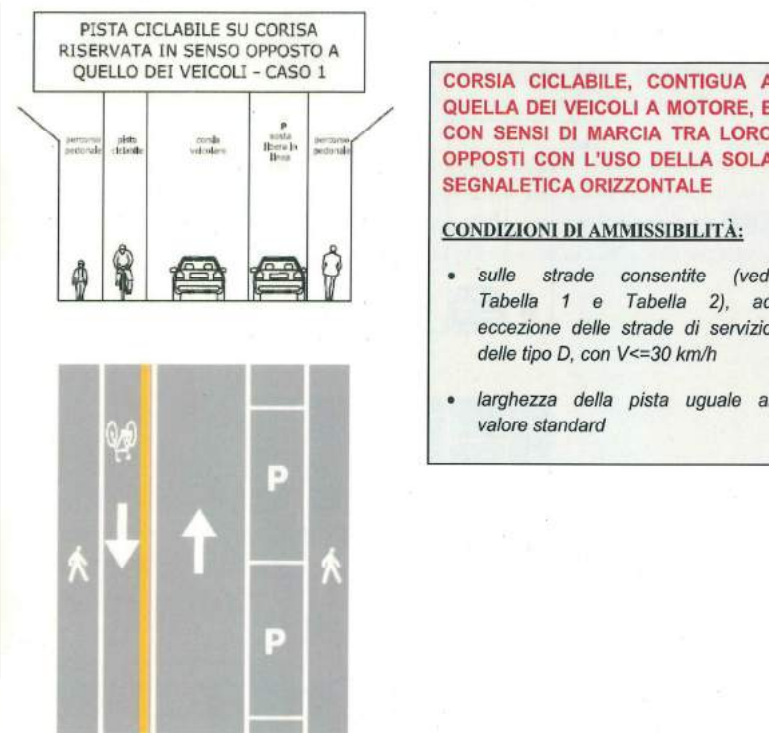 PISTA CICLABILE SU CORISA
RISERVATA IN SENSO OPPOSTO A
QUELLO DEI VEICOLI - CASO 1
percorso pedonale
pista ciclabile
corsia veicolare
P
sosta libera in linea
percorso pedonale
P
P
CORSIA CICLABILE, CONTIGUA A
QUELLA DEI VEICOLI A MOTORE, E
CON SENSI DI MARCIA TRA LORO
OPPOSTI CON L'USO DELLA SOLA
SEGNALETICA ORIZZONTALE
CONDIZIONI DI AMMISSIBILITÀ:
• sulle strade consentite (ved
Tabella 1 e Tabella 2), ad
eccezione delle strade di servizio
delle tipo D, con V<=30 km/h
• larghezza della pista uguale a
valore standard